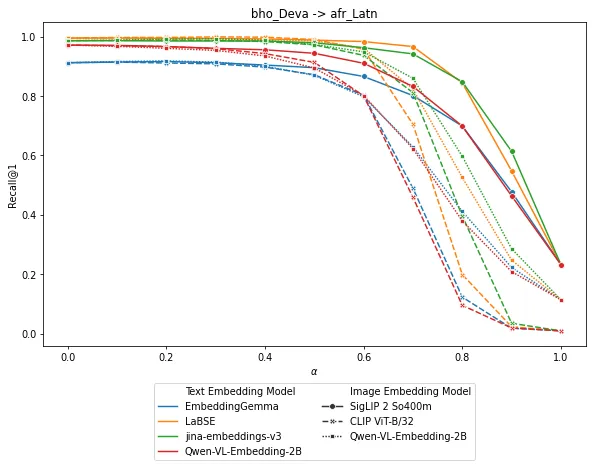 bho_Deva -> afr_Latn
Recall@1
1.0
0.8
0.6
0.4
0.2
0.0
0.0 0.2 0.4 0.6 0.8 1.0
α
Text Embedding Model Image Embedding Model
EmbeddingGemma SigLIP 2 So400m
LaBSE CLIP ViT-B/32
jina-embeddings-v3 Qwen-VL-Embedding-2B
Qwen-VL-Embedding-2B